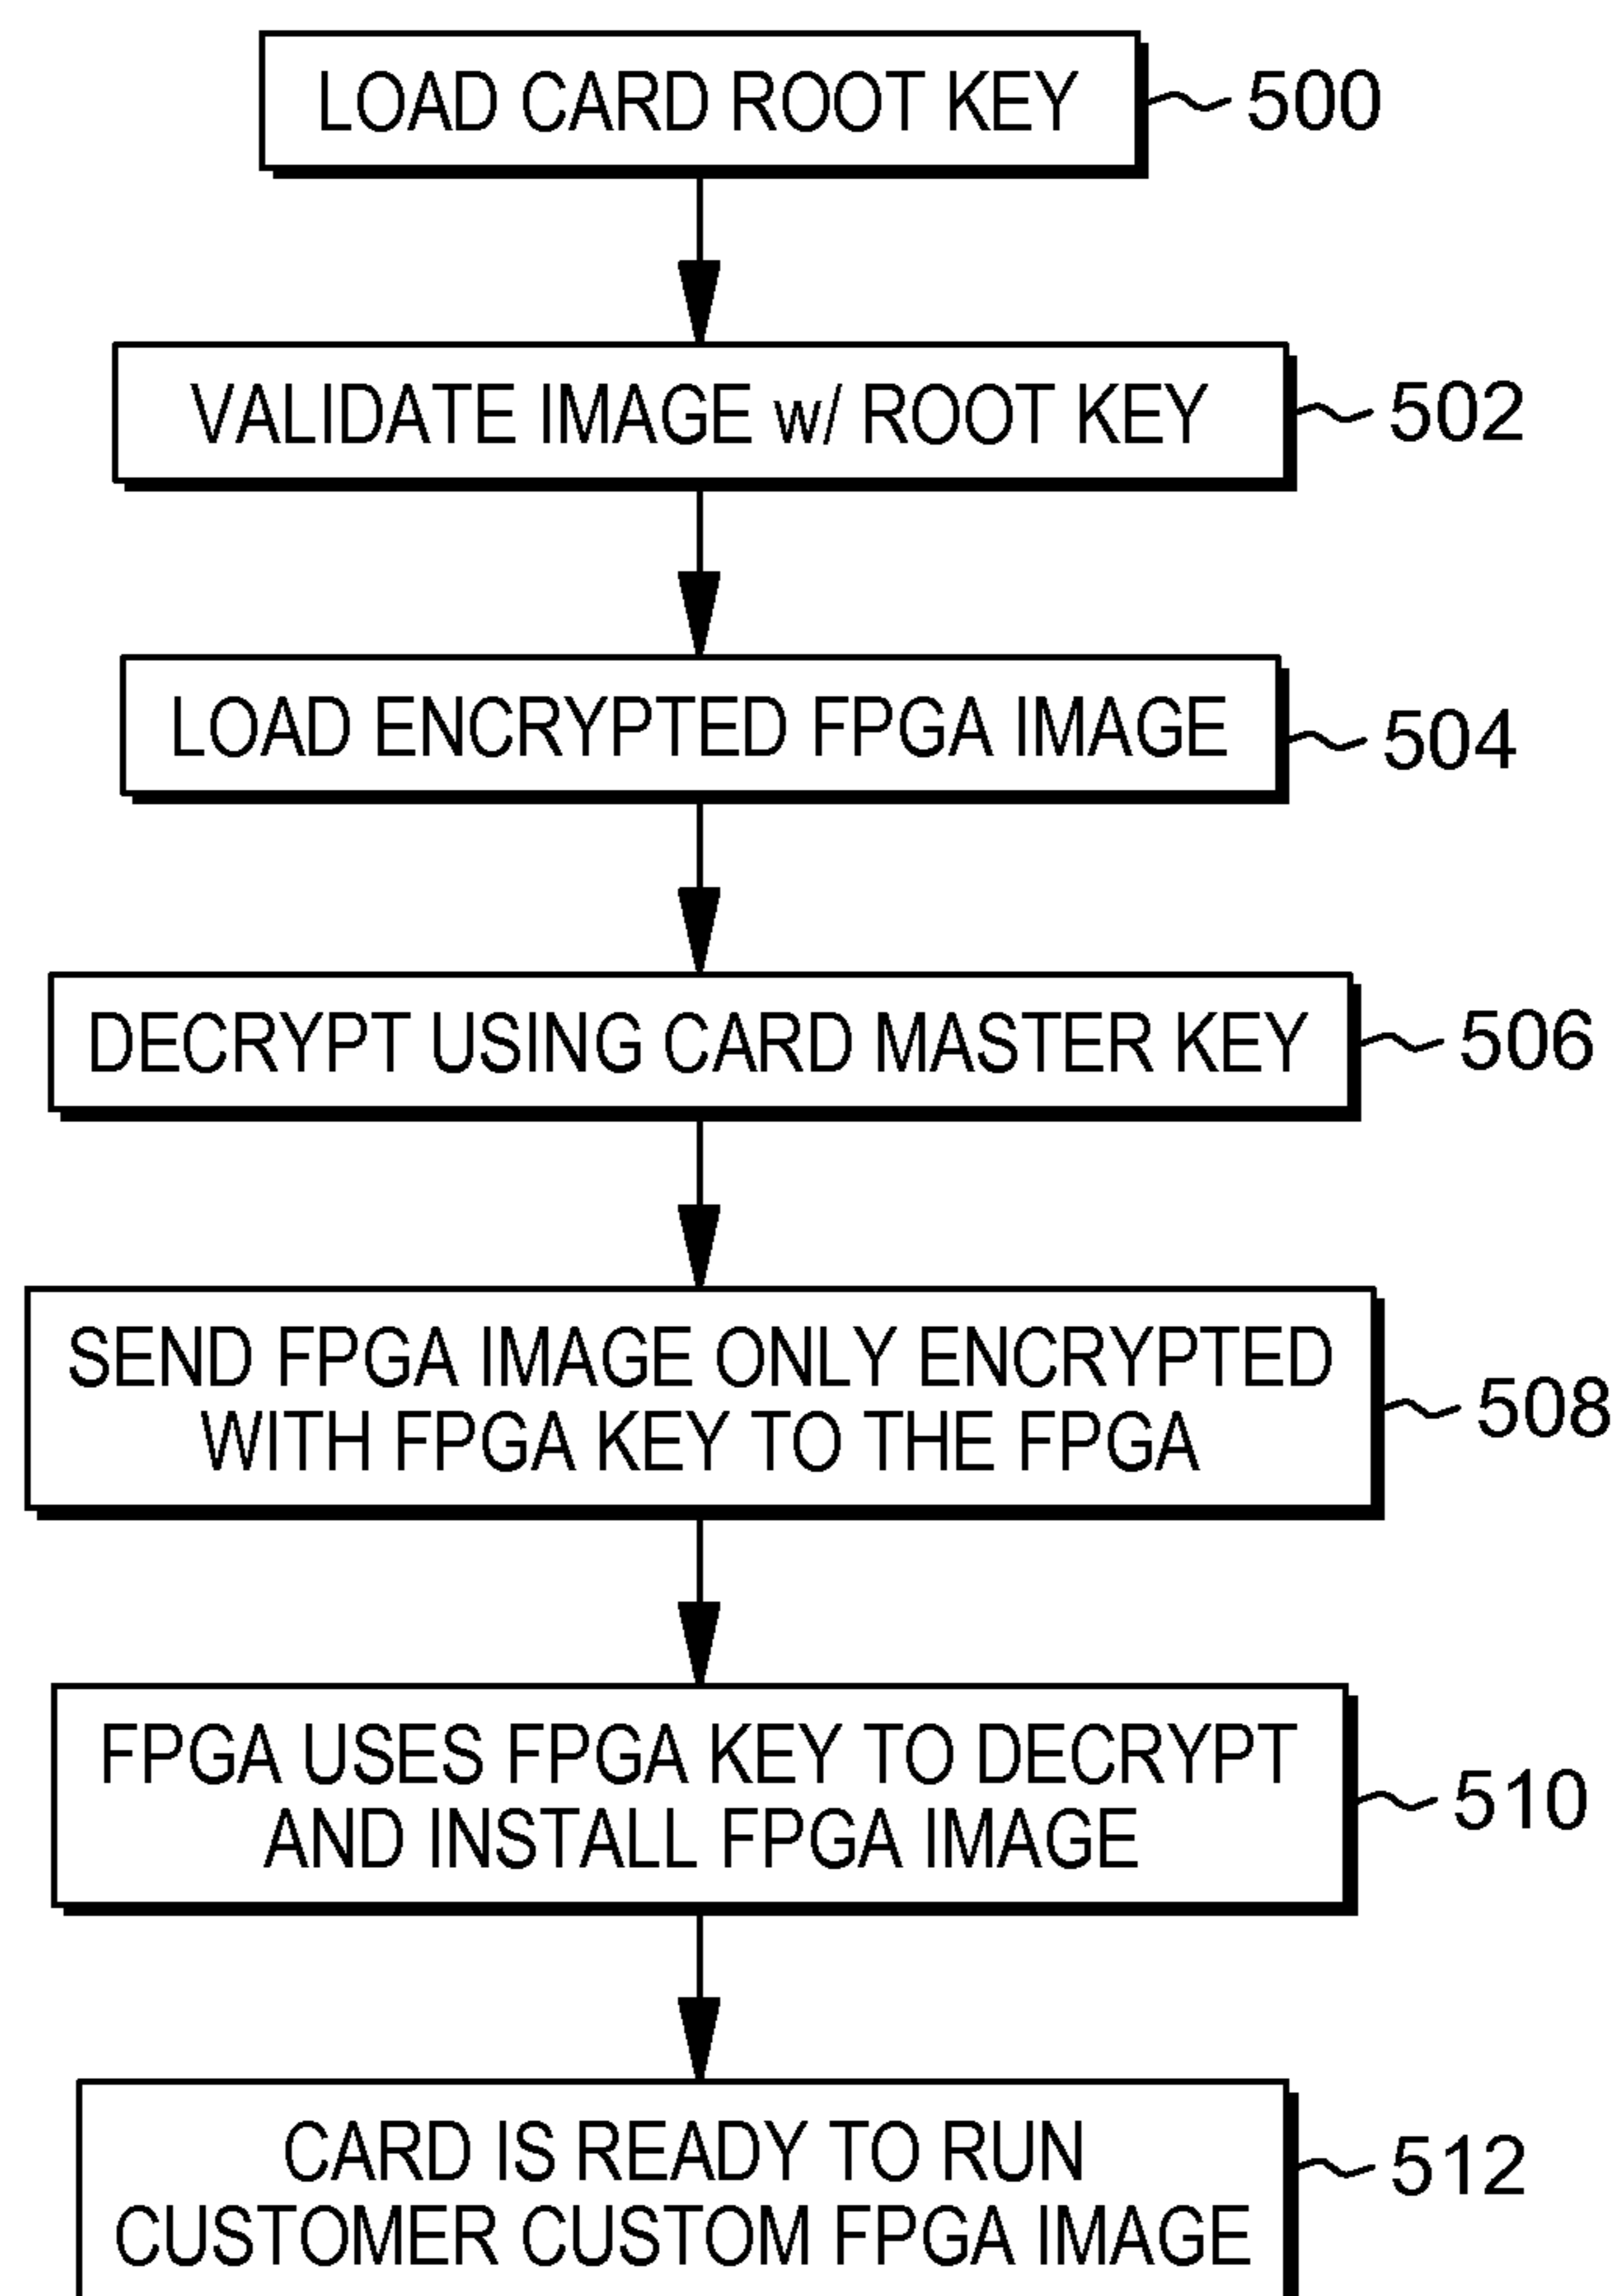 LOAD CARD ROOT KEY
500
VALIDATE IMAGE w/ ROOT KEY
502
LOAD ENCRYPTED FPGA IMAGE
504
DECRYPT USING CARD MASTER KEY
506
SEND FPGA IMAGE ONLY ENCRYPTED
WITH FPGA KEY TO THE FPGA
508
FPGA USES FPGA KEY TO DECRYPT
AND INSTALL FPGA IMAGE
510
CARD IS READY TO RUN
CUSTOMER CUSTOM FPGA IMAGE
512